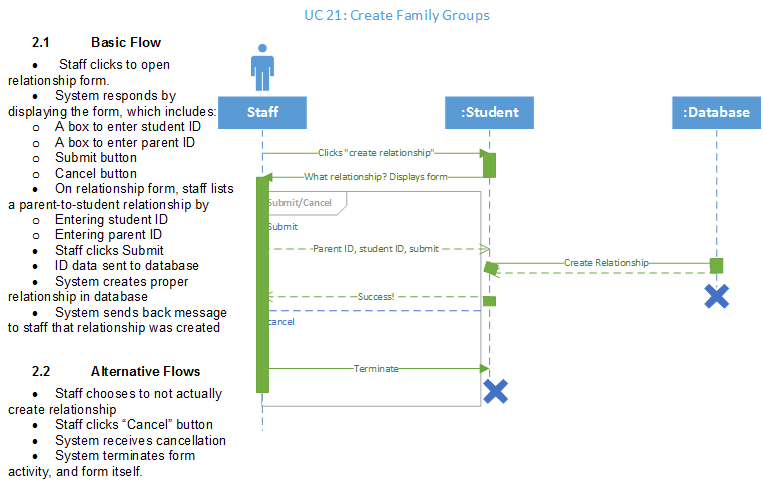 UC 21: Create Family Groups
2.1 Basic Flow
• Staff clicks to open
relationship form.
• System responds by
displaying the form, which includes:
o A box to enter student ID
o A box to enter parent ID
o Submit button
o Cancel button
• On relationship form, staff lists
a parent-to-student relationship by
o Entering student ID
o Entering parent ID
• Staff clicks Submit
• ID data sent to database
• System creates proper
relationship in database
• System sends back message
to staff that relationship was created
2.2 Alternative Flows
• Staff chooses to not actually
create relationship
• Staff clicks “Cancel” button
• System receives cancellation
• System terminates form
activity, and form itself.
Staff
:Student
:Database
Clicks "create relationship"
What relationship? Displays form
Submit/Cancel
Submit
Parent ID, student ID, submit
Create Relationship
Success!
cancel
Terminate